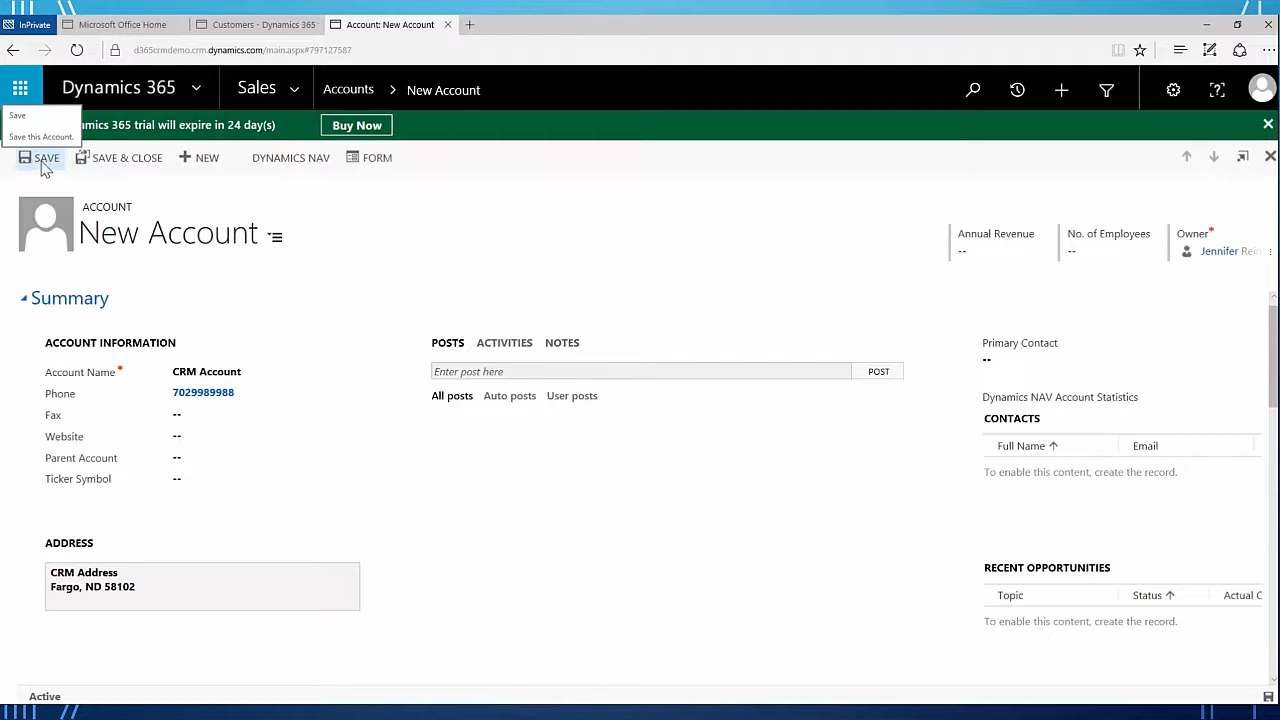 InPrivate
Microsoft Office Home
Customers - Dynamics 365
Account: New Account
d365crmdemo.crm.dynamics.com/main.aspx#797127587
Dynamics 365
Sales
Accounts > New Account
Save
Save this Account.
amics 365 trial will expire in 24 day(s)
Buy Now
SAVE
SAVE & CLOSE
NEW
DYNAMICS NAV
FORM
ACCOUNT
New Account
Annual Revenue
--
No. of Employees
--
Owner*
Jennifer Rein
Summary
ACCOUNT INFORMATION
Account Name* CRM Account
Phone 7029989988
Fax --
Website --
Parent Account --
Ticker Symbol --
ADDRESS
CRM Address
Fargo, ND 58102
POSTS ACTIVITIES NOTES
Enter post here POST
All posts Auto posts User posts
Primary Contact
--
Dynamics NAV Account Statistics
CONTACTS
Full Name ↑ Email
To enable this content, create the record.
RECENT OPPORTUNITIES
Topic Status ↑ Actual C
To enable this content, create the record.
Active